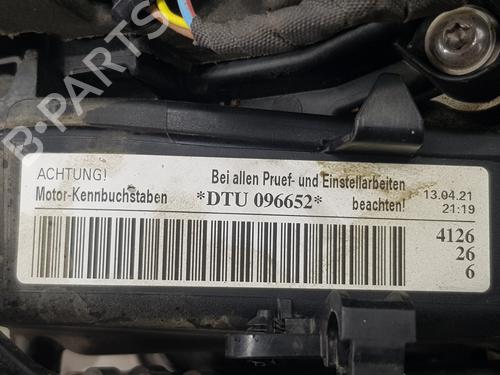 B-PARTS
ACHTUNG! Bei allen Pruef- und Einstellarbeiten 13.04.21
Motor-Kennbuchstaben *DTU 096652* beachten! 21:19
4126
26
6